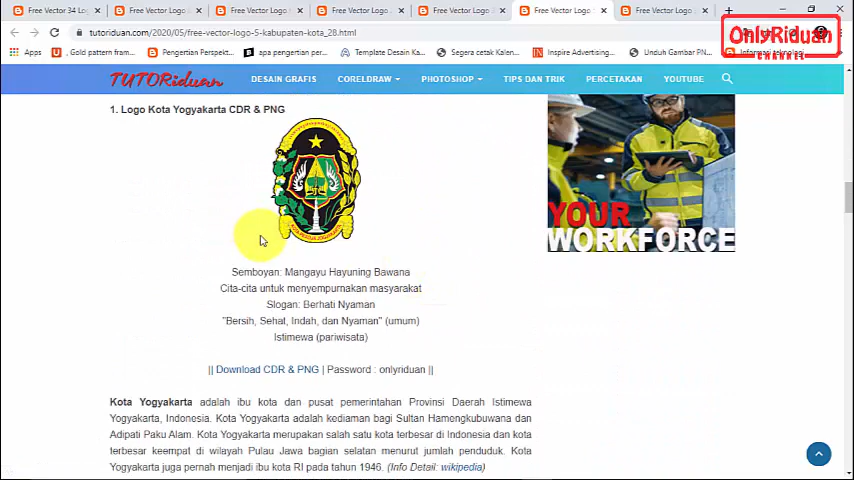 Free Vector 34 Log
Free Vector Logo
Free Vector Logo
Free Vector Logo
Free Vector Logo
Free Vector Logo
Free Vector Logo
tutoriduan.com/2020/05/free-vector-logo-5-kabupaten-kota_28.html
Apps
, Gold pattern fram...
Pengertian Perspekt...
apa pengertian per...
Template Desain Ka...
Segera cetak Kalen...
Inspire Advertising...
Unduh Gambar PN...
Informasi teknologi
OnlyRiduan
CHANNEL
TUTORiduan
DESAIN GRAFIS
CORELDRAW
PHOTOSHOP
TIPS DAN TRIK
PERCETAKAN
YOUTUBE
1. Logo Kota Yogyakarta CDR & PNG
YOUR
WORKFORCE
Semboyan: Mangayu Hayuning Bawana
Cita-cita untuk menyempurnakan masyarakat
Slogan: Berhati Nyaman
"Bersih, Sehat, Indah, dan Nyaman" (umum)
Istimewa (pariwisata)
|| Download CDR & PNG | Password : onlyriduan ||
Kota Yogyakarta adalah ibu kota dan pusat pemerintahan Provinsi Daerah Istimewa
Yogyakarta, Indonesia. Kota Yogyakarta adalah kediaman bagi Sultan Hamengkubuwana dan
Adipati Paku Alam. Kota Yogyakarta merupakan salah satu kota terbesar di Indonesia dan kota
terbesar keempat di wilayah Pulau Jawa bagian selatan menurut jumlah penduduk. Kota
Yogyakarta juga pernah menjadi ibu kota RI pada tahun 1946. (Info Detail: wikipedia)